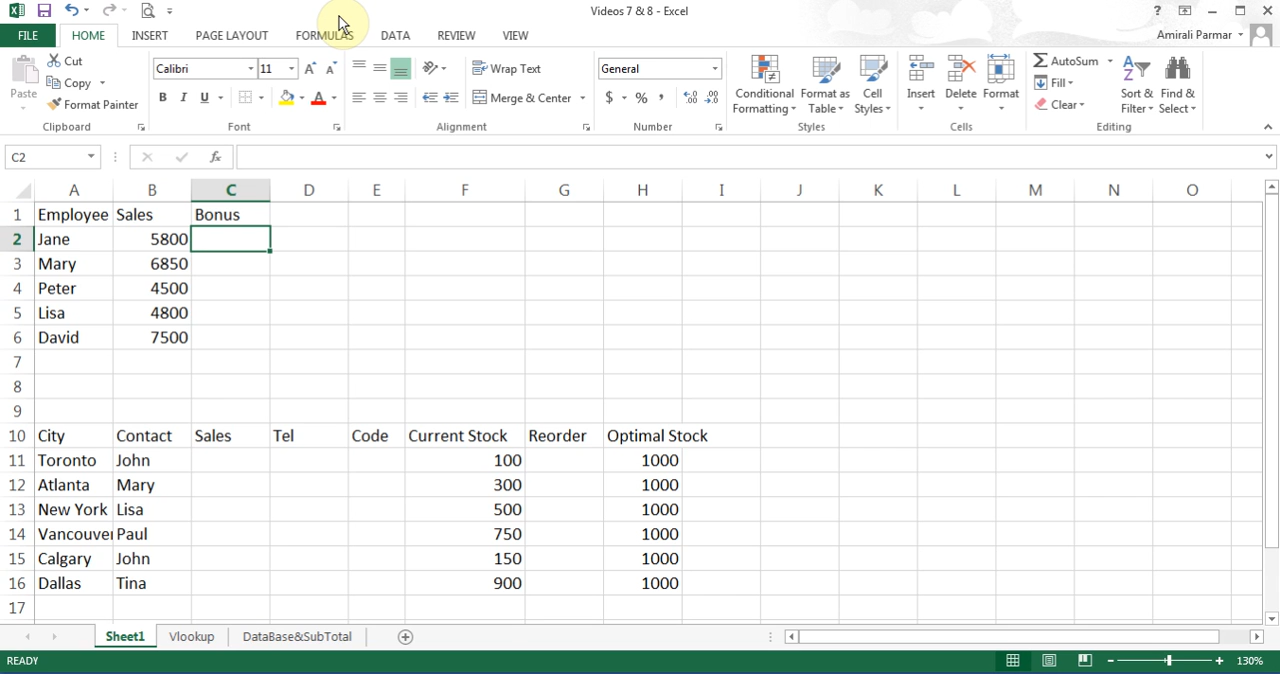 Videos 7 & 8 - Excel
?
FILE HOME INSERT PAGE LAYOUT FORMULAS DATA REVIEW VIEW
Amirali Parmar
Paste
Cut
Copy
Format Painter
Clipboard
Calibri 11 A A
B I U A
Font
Wrap Text
Merge & Center
Alignment
General
$ % , .0 .00 .00 .0
Number
Conditional Formatting
Format as Table
Cell Styles
Styles
Insert
Delete
Format
Cells
AutoSum
Fill
Clear
Sort & Filter
Find & Select
Editing
C2 fx
A B C D E F G H I J K L M N O
1 Employee Sales Bonus
2 Jane 5800
3 Mary 6850
4 Peter 4500
5 Lisa 4800
6 David 7500
7
8
9
10 City Contact Sales Tel Code Current Stock Reorder Optimal Stock
11 Toronto John 100 1000
12 Atlanta Mary 300 1000
13 New York Lisa 500 1000
14 Vancouver Paul 750 1000
15 Calgary John 150 1000
16 Dallas Tina 900 1000
17
Sheet1 Vlookup DataBase&SubTotal
READY 130%